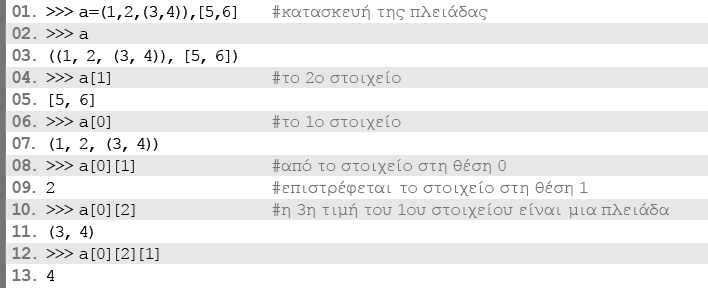 01. >>> a=(1,2,(3,4)),[5,6] #κατασκευή της πλειάδας
02. >>> a
03. ((1, 2, (3, 4)), [5, 6])
04. >>> a[1] #το 2ο στοιχείο
05. [5, 6]
06. >>> a[0] #το 1ο στοιχείο
07. (1, 2, (3, 4))
08. >>> a[0][1] #από το στοιχείο στη θέση 0
09. 2 #επιστρέφεται το στοιχείο στη θέση 1
10. >>> a[0][2] #η 3η τιμή του 1ου στοιχείου είναι μια πλειάδα
11. (3, 4)
12. >>> a[0][2][1]
13. 4